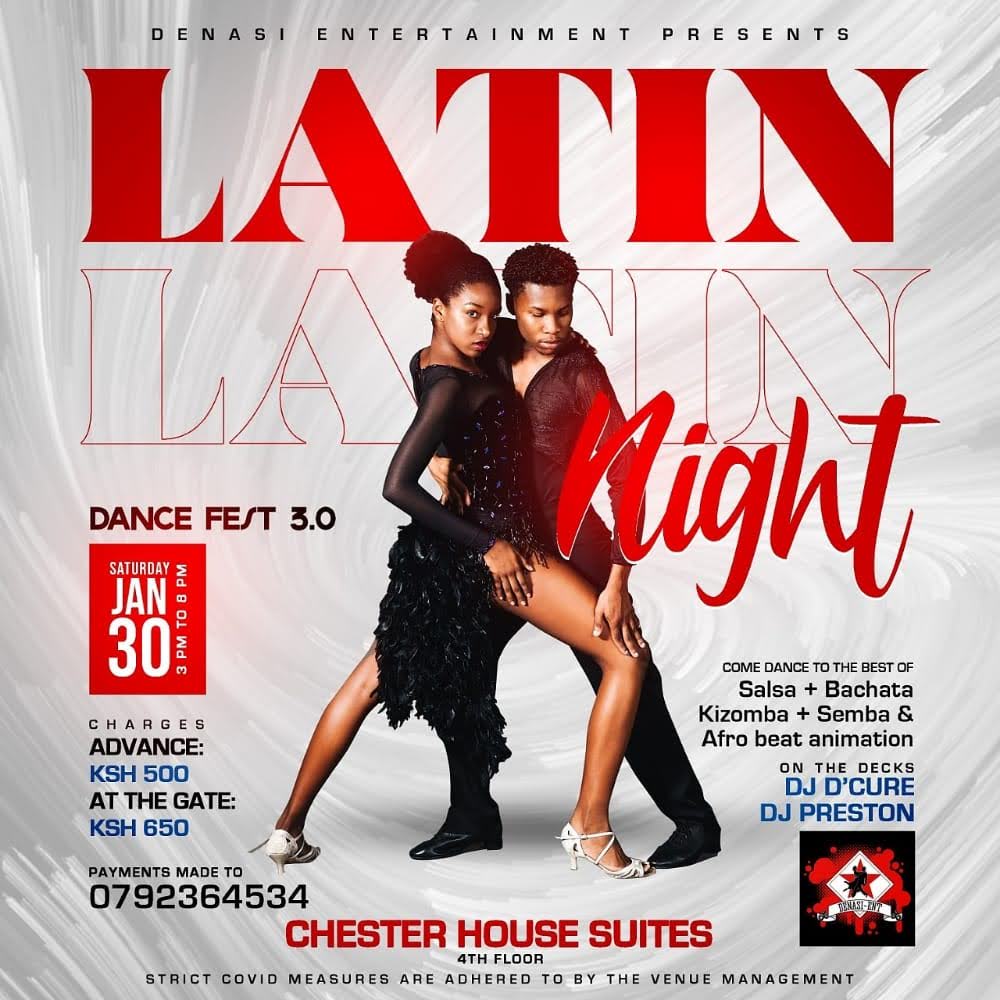 DENASI ENTERTAINMENT PRESENTS
LATIN
LATIN
Night
DANCE FEST 3.0
SATURDAY
JAN
30
3 PM TO 8 PM
CHARGES
ADVANCE:
KSH 500
AT THE GATE:
KSH 650
PAYMENTS MADE TO
0792364534
COME DANCE TO THE BEST OF
Salsa + Bachata
Kizomba + Semba &
Afro beat animation
ON THE DECKS
DJ D'CURE
DJ PRESTON
DENASI-ENT
CHESTER HOUSE SUITES
4TH FLOOR
STRICT COVID MEASURES ARE ADHERED TO BY THE VENUE MANAGEMENT